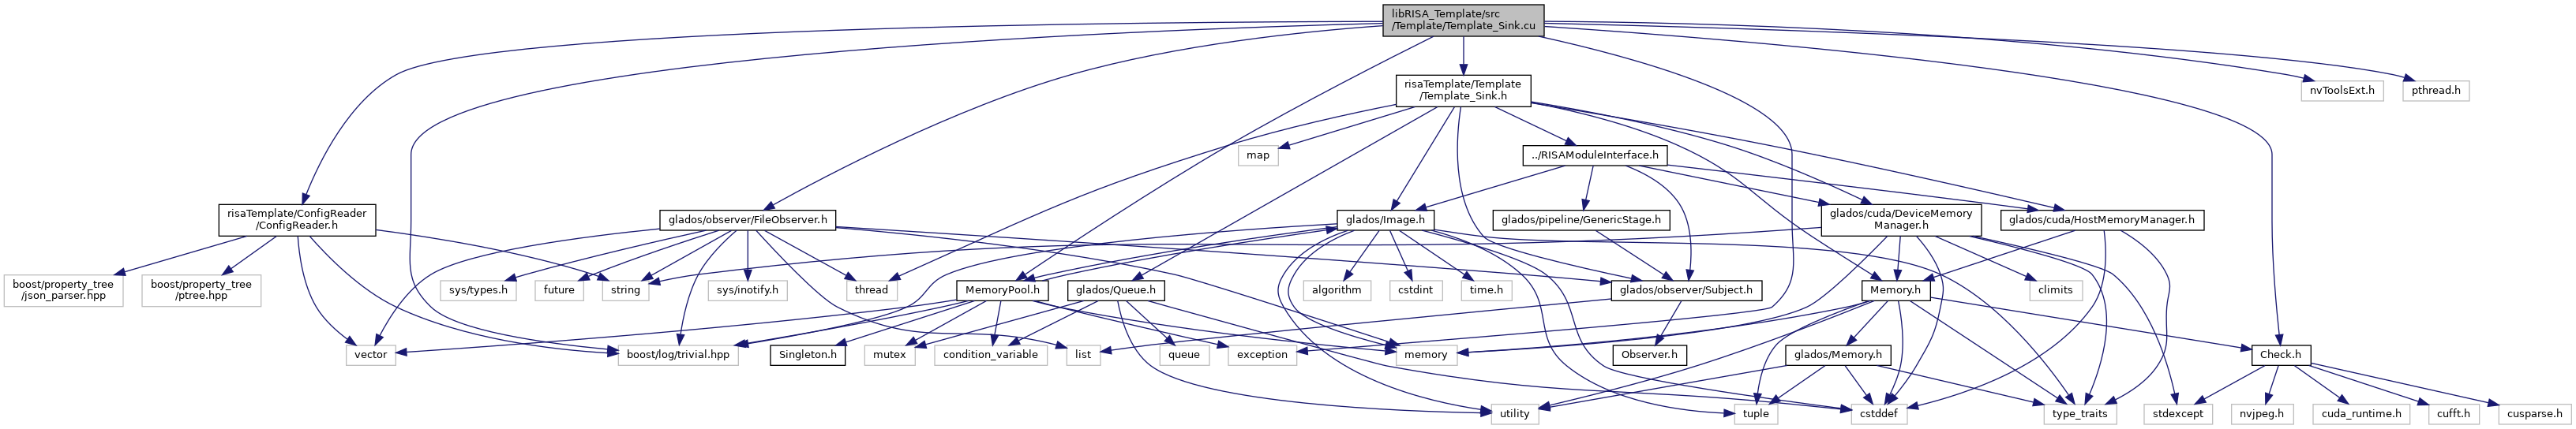 libRISA_Template/src
/Template/Template_Sink.cu
risaTemplate/Template
/Template_Sink.h
nvToolsExt.h
pthread.h
map
../RISAModuleInterface.h
risaTemplate/ConfigReader
/ConfigReader.h
glados/observer/FileObserver.h
glados/Image.h
glados/pipeline/GenericStage.h
glados/cuda/DeviceMemory
Manager.h
glados/cuda/HostMemoryManager.h
boost/property_tree
/json_parser.hpp
boost/property_tree
/ptree.hpp
sys/types.h
future
string
sys/inotify.h
thread
MemoryPool.h
glados/Queue.h
algorithm
cstdint
time.h
glados/observer/Subject.h
Memory.h
climits
vector
boost/log/trivial.hpp
Singleton.h
mutex
condition_variable
list
queue
exception
memory
Observer.h
glados/Memory.h
Check.h
utility
tuple
cstddef
type_traits
stdexcept
nvjpeg.h
cuda_runtime.h
cufft.h
cusparse.h